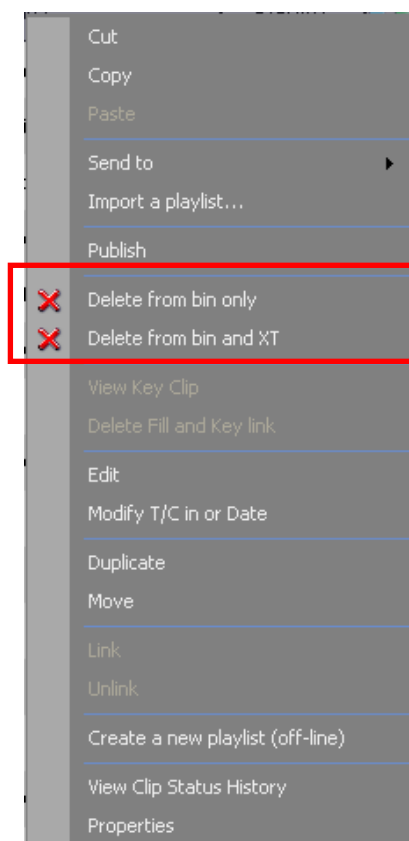 Cut
Copy
Paste
Send to
Import a playlist...
Publish
Delete from bin only
Delete from bin and XT
View Key Clip
Delete Fill and Key link
Edit
Modify T/C in or Date
Duplicate
Move
Link
Unlink
Create a new playlist (off-line)
View Clip Status History
Properties